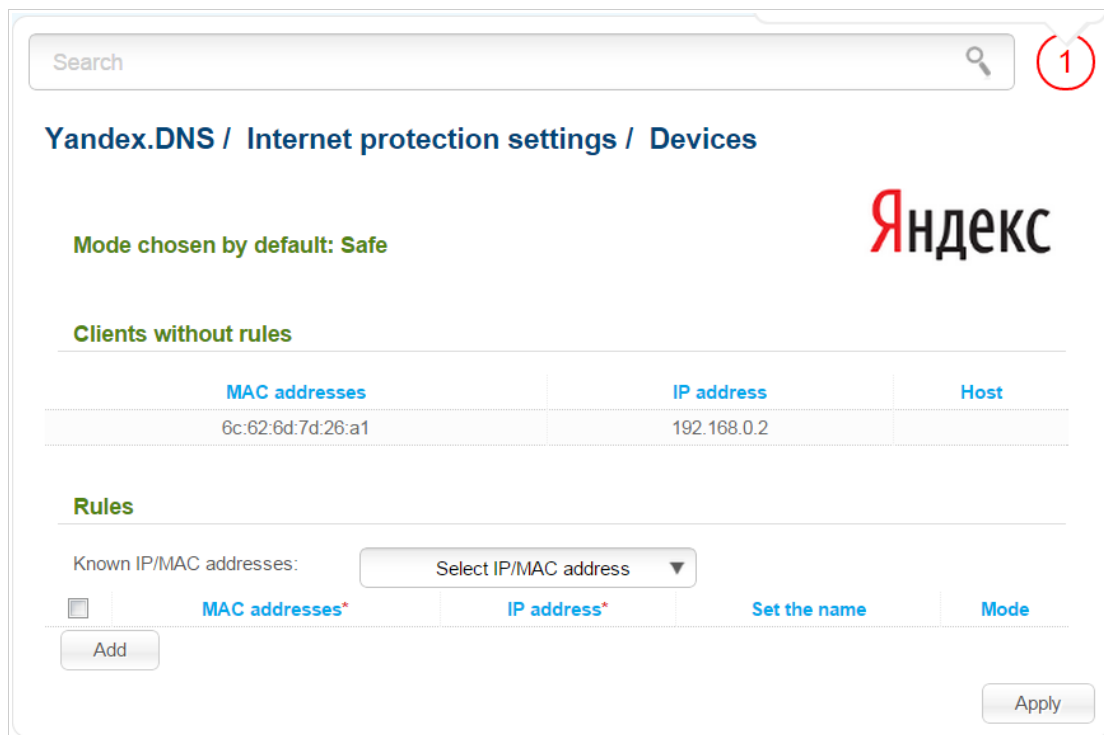 Search
1
Yandex.DNS / Internet protection settings / Devices
Яндекс
Mode chosen by default: Safe
Clients without rules
MAC addresses IP address Host
6c:62:6d:7d:26:a1 192.168.0.2
Rules
Known IP/MAC addresses: Select IP/MAC address
MAC addresses* IP address* Set the name Mode
Add
Apply